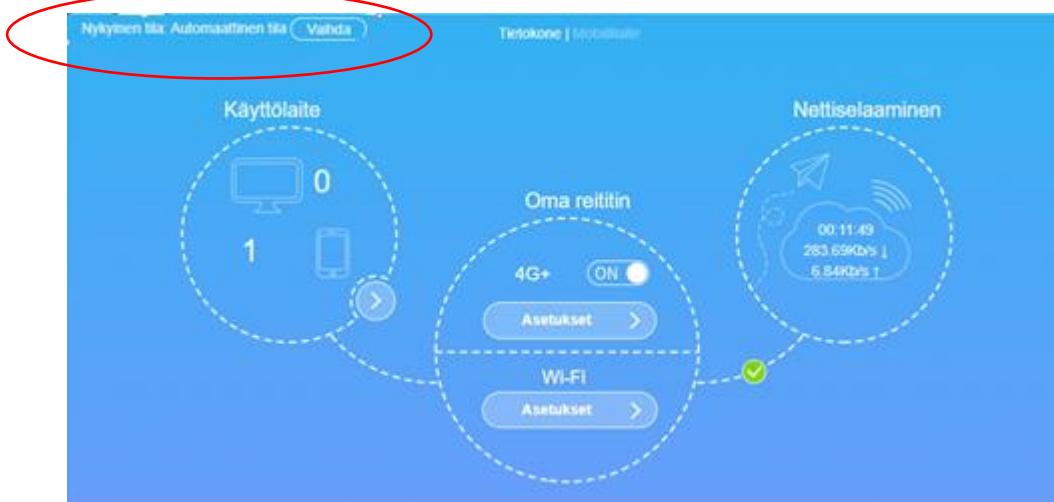 Nykyinen tila: Automaattinen tila Vaihda
Tietokone |
Käyttölaite
0
1
Oma reititin
4G+ ON
Asetukset
Wi-Fi
Asetukset
Nettiselaaminen
00:11:49
283.69Kb/s ↓
6.84Kb/s ↑